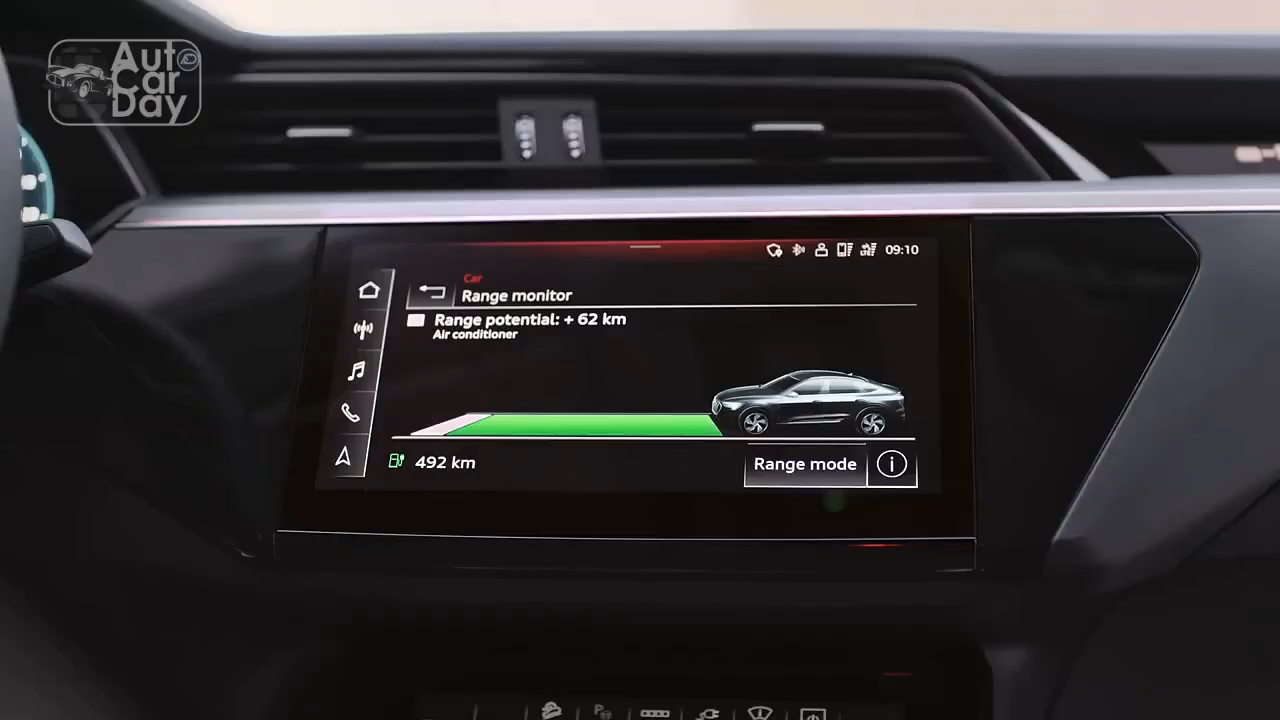 Aut
Car
Day
09:10
Car
Range monitor
Range potential: + 62 km
Air conditioner
492 km
Range mode